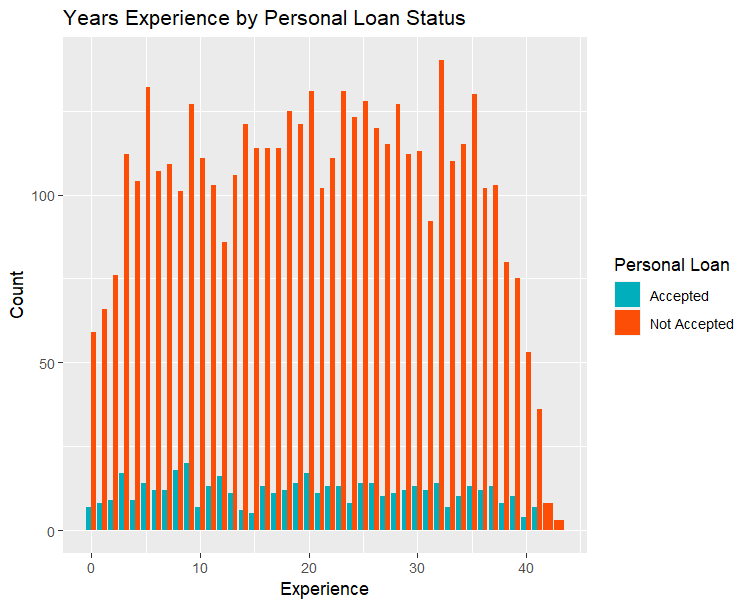 Years Experience by Personal Loan Status
Count
100
50
0
0 10 20 30 40
Experience
Personal Loan
Accepted
Not Accepted